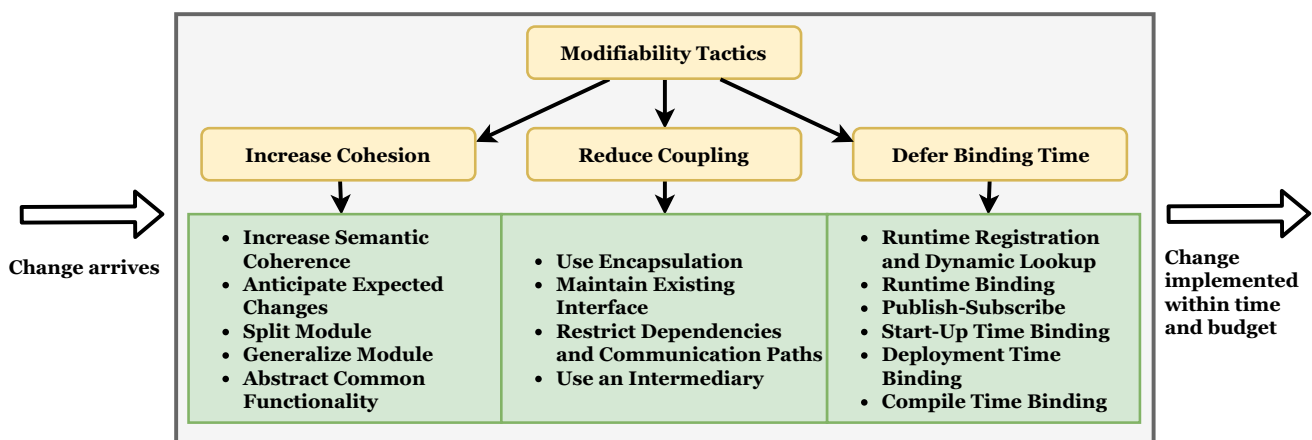 Modifiability Tactics
Increase Cohesion
Reduce Coupling
Defer Binding Time
Change arrives
• Increase Semantic
Coherence
• Anticipate Expected
Changes
• Split Module
• Generalize Module
• Abstract Common
Functionality
• Use Encapsulation
• Maintain Existing
Interface
• Restrict Dependencies
and Communication Paths
• Use an Intermediary
• Runtime Registration
and Dynamic Lookup
• Runtime Binding
• Publish-Subscribe
• Start-Up Time Binding
• Deployment Time
Binding
• Compile Time Binding
Change
implemented
within time
and budget